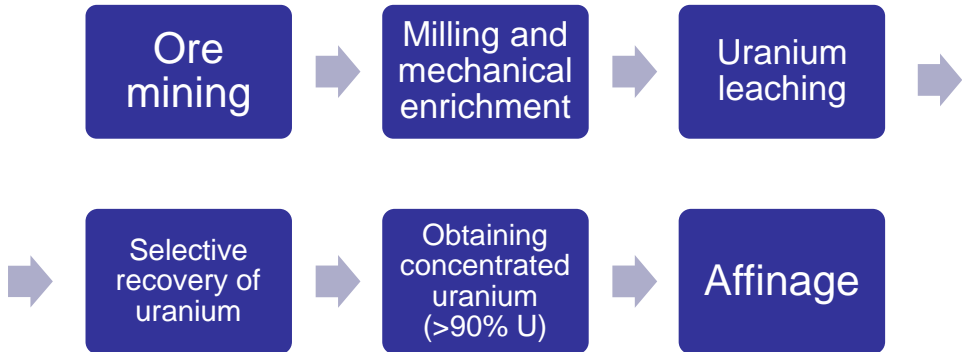 Ore
mining
Milling and
mechanical
enrichment
Uranium
leaching
Selective
recovery of
uranium
Obtaining
concentrated
uranium
(>90% U)
Affinage